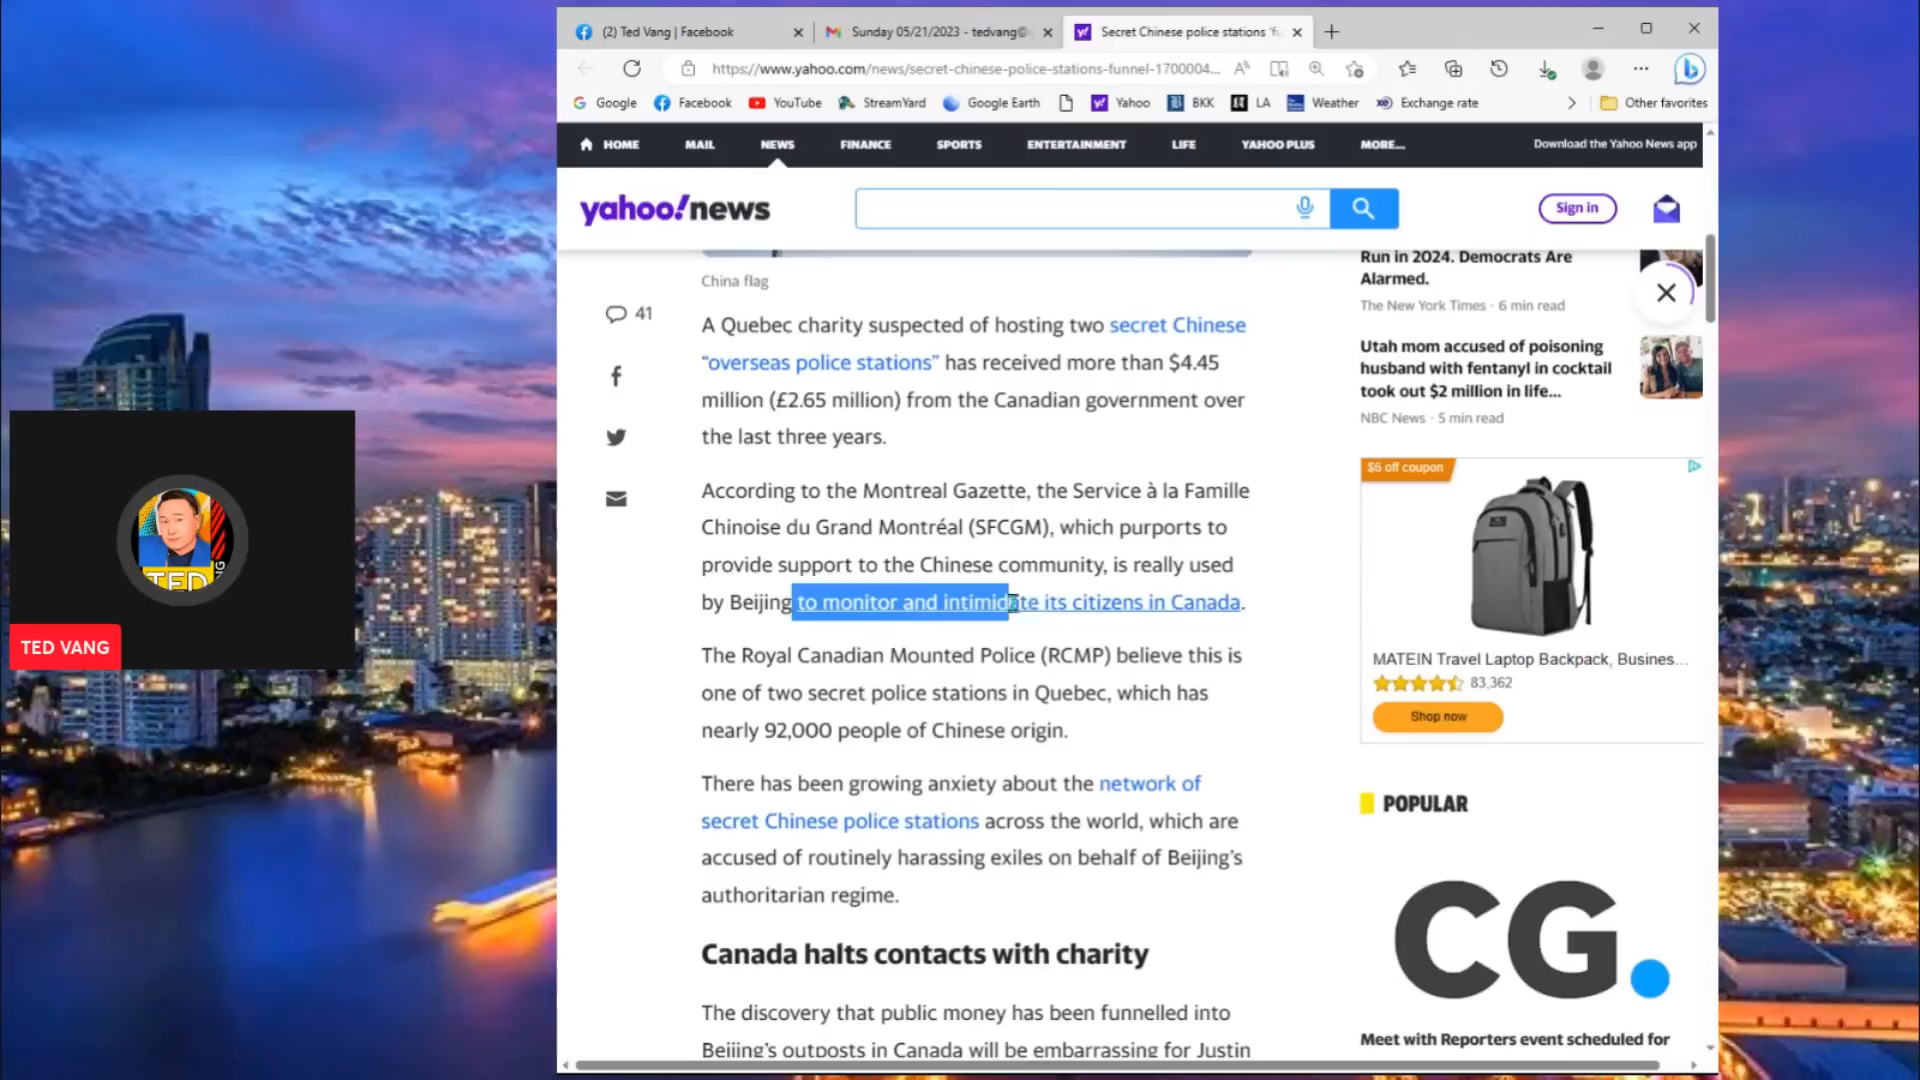 (2) Ted Vang | Facebook
Sunday 05/21/2023 - tedvang@
Secret Chinese police stations 'fu
https://www.yahoo.com/news/secret-chinese-police-stations-funnel-1700004...
Google Facebook YouTube StreamYard Google Earth Yahoo BKK LA Weather Exchange rate Other favorites
HOME MAIL NEWS FINANCE SPORTS ENTERTAINMENT LIFE YAHOO PLUS MORE... Download the Yahoo News app
yahoo!news
Sign in
China flag
41
A Quebec charity suspected of hosting two secret Chinese
“overseas police stations” has received more than $4.45
million (£2.65 million) from the Canadian government over
the last three years.
According to the Montreal Gazette, the Service à la Famille
Chinoise du Grand Montréal (SFCGM), which purports to
provide support to the Chinese community, is really used
by Beijing to monitor and intimidate its citizens in Canada.
The Royal Canadian Mounted Police (RCMP) believe this is
one of two secret police stations in Quebec, which has
nearly 92,000 people of Chinese origin.
There has been growing anxiety about the network of
secret Chinese police stations across the world, which are
accused of routinely harassing exiles on behalf of Beijing’s
authoritarian regime.
Canada halts contacts with charity
The discovery that public money has been funnelled into
Beijing’s outposts in Canada will be embarrassing for Justin
Run in 2024. Democrats Are
Alarmed.
The New York Times · 6 min read
Utah mom accused of poisoning
husband with fentanyl in cocktail
took out $2 million in life...
NBC News · 5 min read
$6 off coupon
MATEIN Travel Laptop Backpack, Busines...
83,362
Shop now
POPULAR
CG.
Meet with Reporters event scheduled for
TED
TED VANG